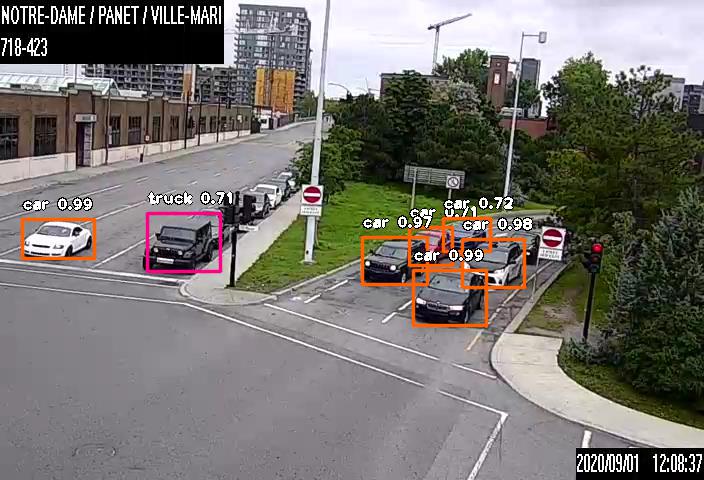 NOTRE-DAME / PANET / VILLE-MARI
718-423
car 0.99
truck 0.71
car 0.97
car 0.71
car 0.72
car 0.98
car 0.99
2020/09/01 12:08:37